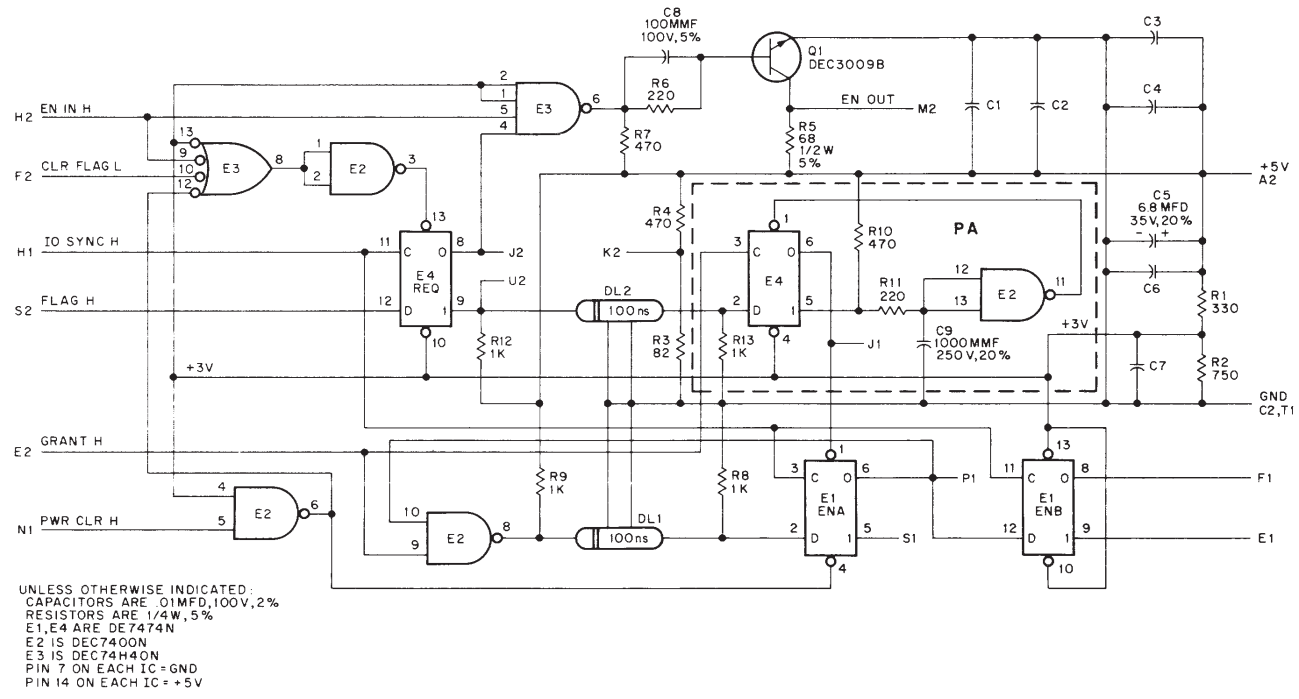 C8
100MMF
100V,5%
C3
Q1
DEC3009B
2
1
5
4
E3
6
R6
220
EN OUT
M2
C1
C2
C4
H2
EN IN H
R7
470
R5
68
1/2W
5%
13
9
10
12
E3
8
1
2
E2
3
F2
CLR FLAG L
+5V
A2
13
R4
470
1
R10
470
PA
C5
6.8 MFD
35V,20%
- +
H1
IO SYNC H
11
C
0
8
J2
K2
3
C
0
6
12
E2
11
E4
REQ
U2
E4
R11
220
13
C6
S2
FLAG H
12
D
1
9
DL2
100ns
2
D
1
5
R1
330
10
R12
1K
R3
82
R13
1K
4
J1
C9
1000MMF
250V,20%
+3V
C7
R2
750
+3V
GND
C2,T1
E2
GRANT H
1
13
R9
1K
R8
1K
3
C
0
6
P1
11
C
0
8
F1
4
E2
6
10
E1
ENA
E1
ENB
N1
PWR CLR H
5
9
E2
8
DL1
100ns
2
D
1
5
S1
12
D
1
9
E1
4
10
UNLESS OTHERWISE INDICATED:
CAPACITORS ARE .01MFD,100V,2%
RESISTORS ARE 1/4W,5%
E1,E4 ARE DE7474N
E2 IS DEC7400N
E3 IS DEC74H40N
PIN 7 ON EACH IC = GND
PIN 14 ON EACH IC = +5V